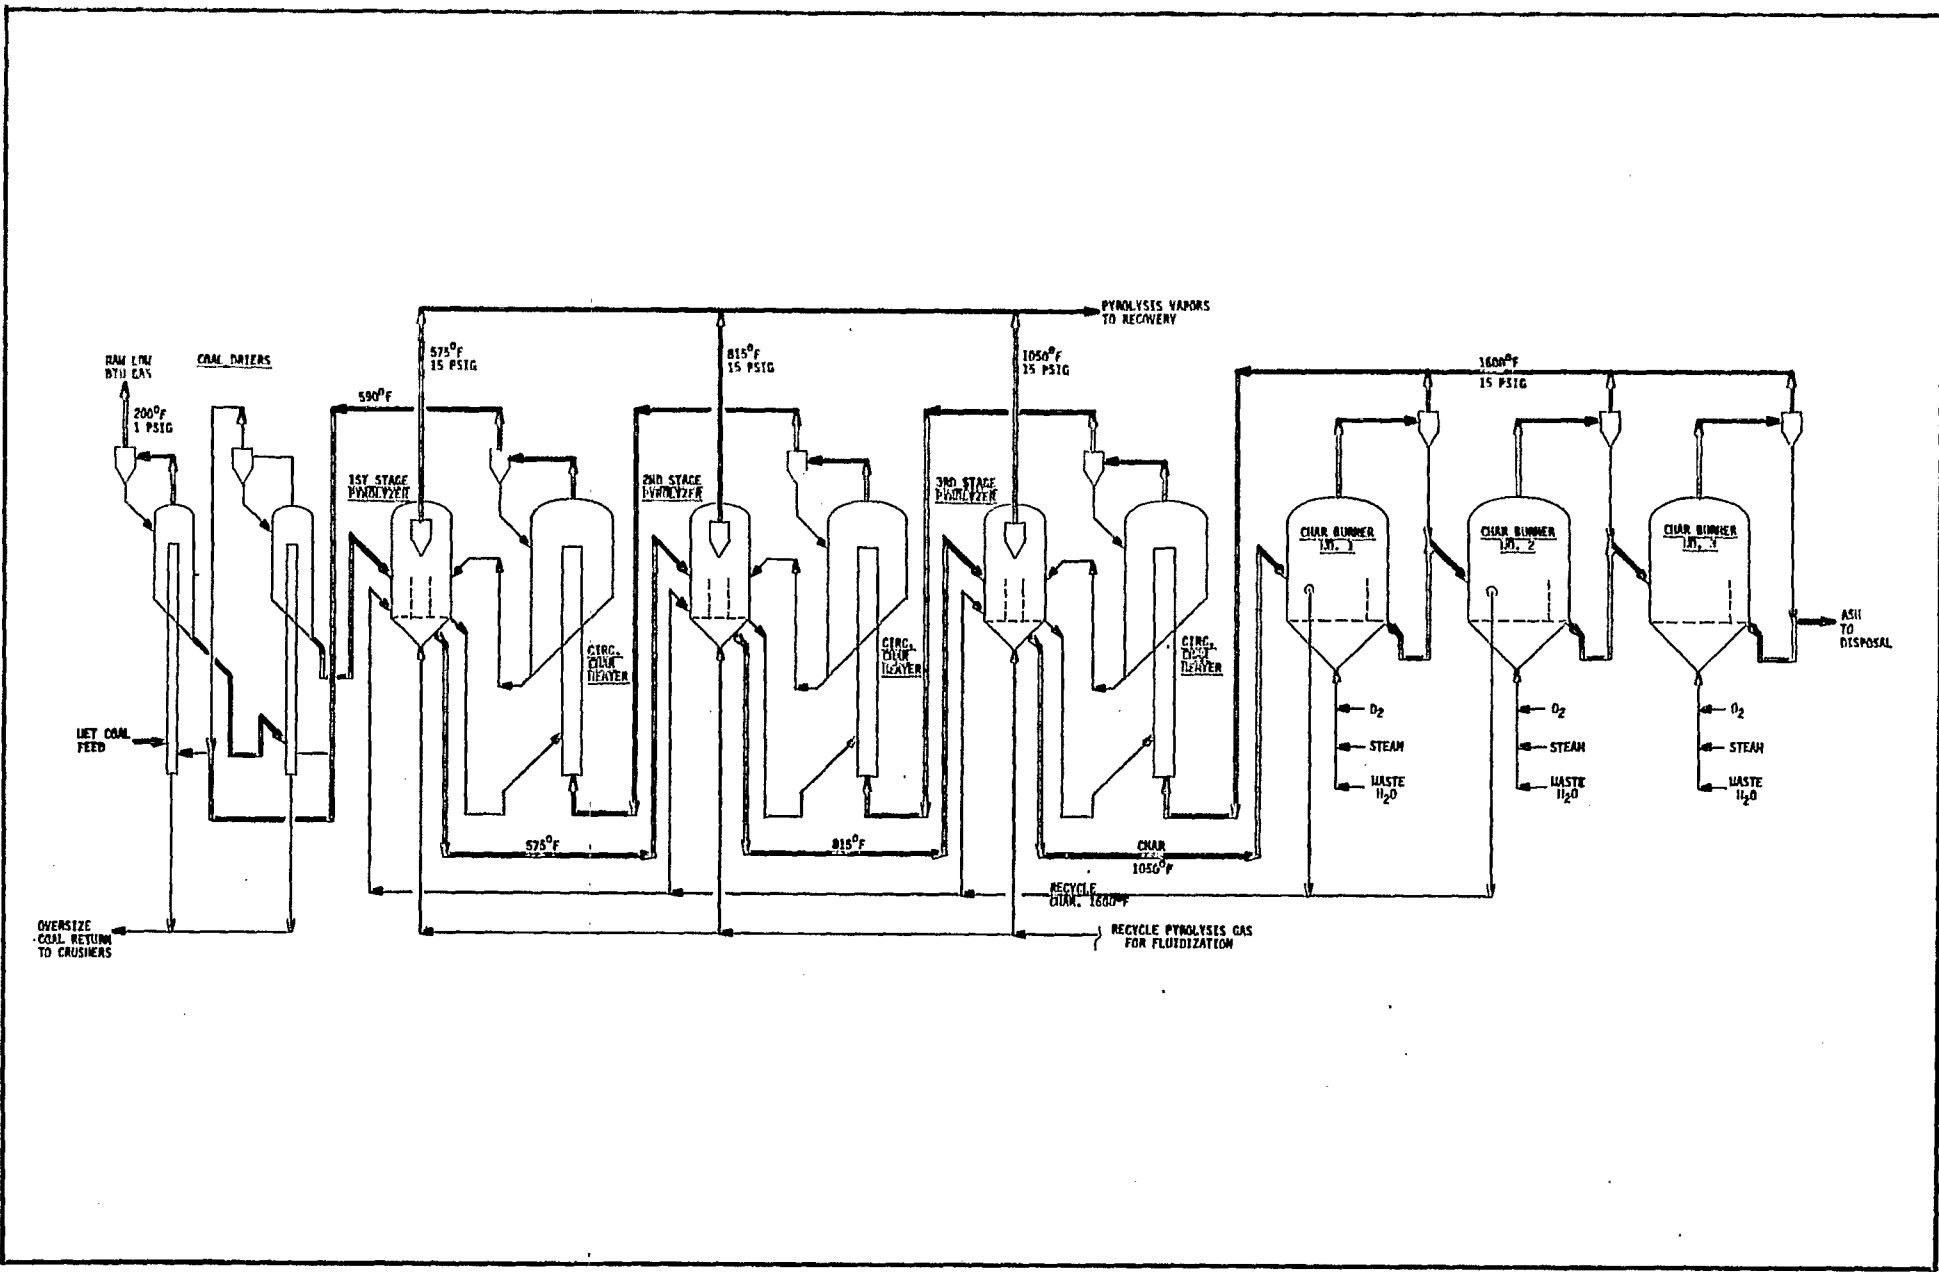 PYROLYSIS VAPORS
TO RECOVERY
575°F
15 PSIG
815°F
15 PSIG
1050°F
15 PSIG
RAW LOW
BTU GAS
COAL DRIERS
1600°F
15 PSIG
200°F
1 PSIG
590°F
1ST STAGE
PYROLYZER
2ND STAGE
PYROLYZER
3RD STAGE
PYROLYZER
CHAR BURNER
NO. 1
CHAR BURNER
NO. 2
CHAR BURNER
ASH
TO
DISPOSAL
CIRC.
HEATER
CIRC.
HEATER
CIRC.
HEATER
WET COAL
FEED
O2
STEAM
WASTE
H2O
O2
STEAM
WASTE
H2O
O2
STEAM
WASTE
H2O
575°F
815°F
CHAR
1050°F
RECYCLE
CHAR, 1600°F
OVERSIZE
COAL RETURN
TO CRUSHERS
RECYCLE PYROLYSIS GAS
FOR FLUIDIZATION